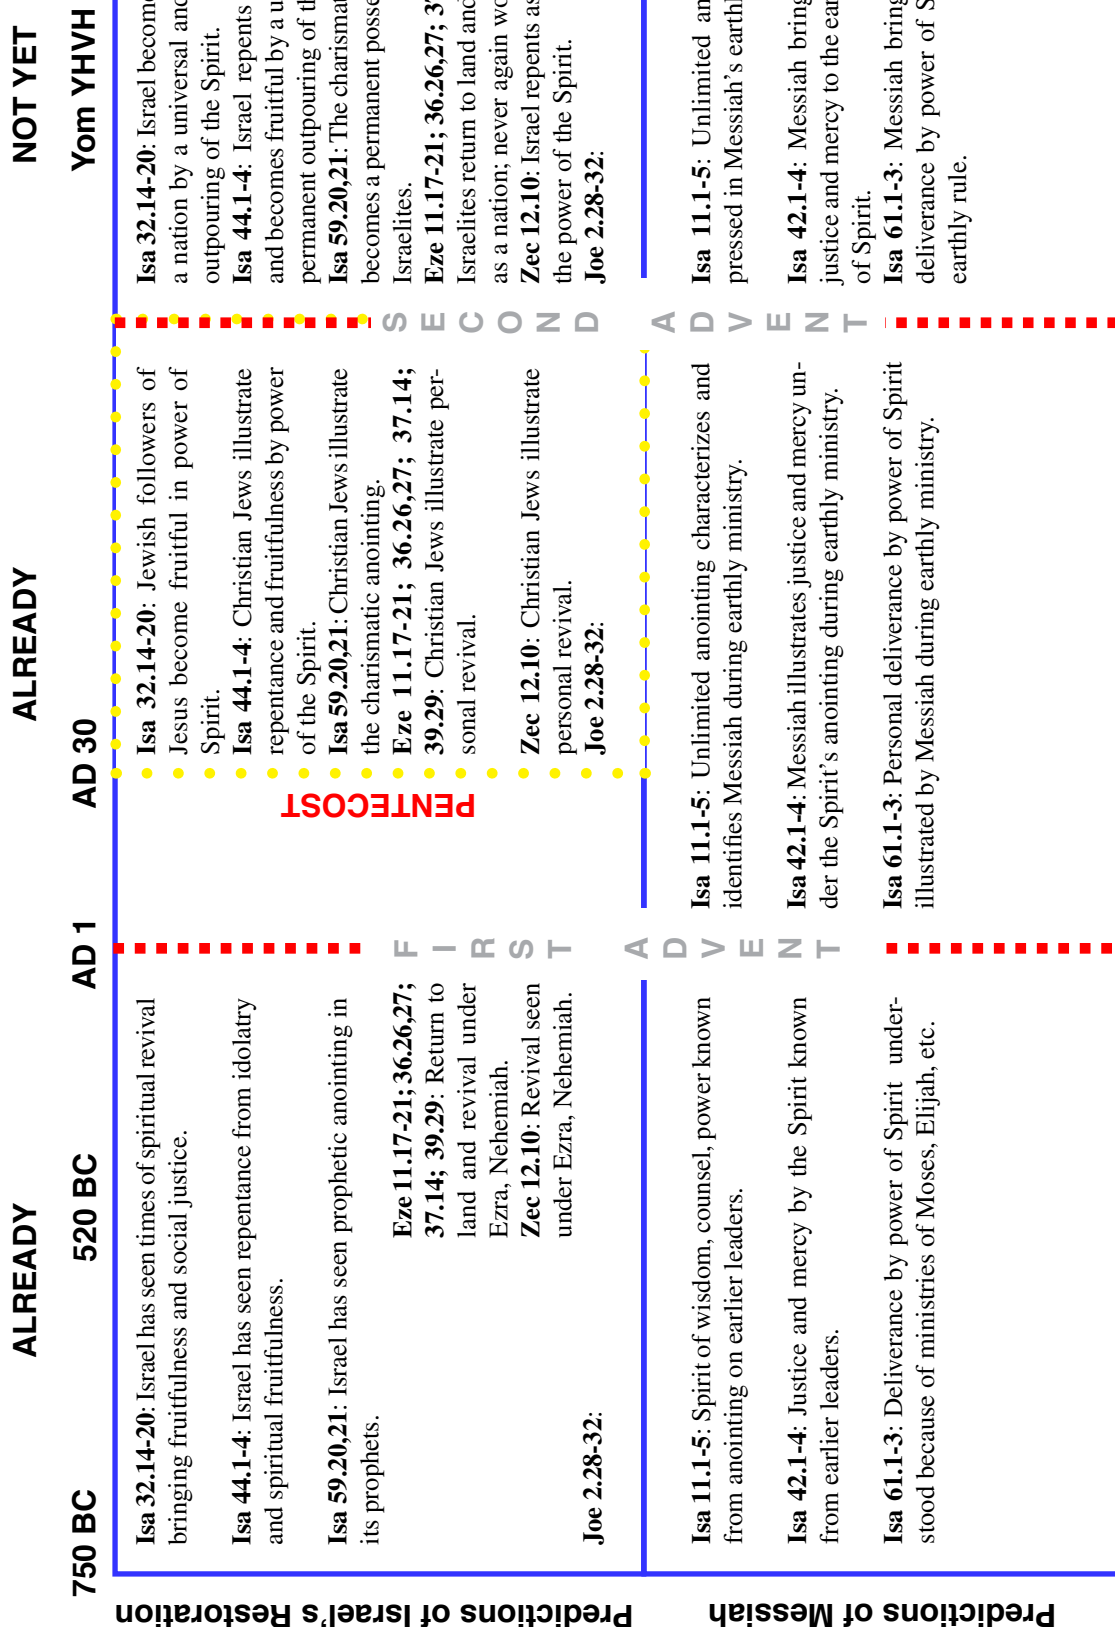 ALREADY
ALREADY
NOT YET
750 BC
520 BC
AD 1
AD 30
Yom YHVH
Predictions of Israel's Restoration
Isa 32.14-20: Israel has seen times of spiritual revival
bringing fruitfulness and social justice.
Isa 44.1-4: Israel has seen repentance from idolatry
and spiritual fruitfulness.
Isa 59.20,21: Israel has seen prophetic anointing in
its prophets.
Eze 11.17-21; 36.26,27;
37.14; 39.29: Return to
land and revival under
Ezra, Nehemiah.
Zec 12.10: Revival seen
under Ezra, Nehemiah.
Joe 2.28-32:
FIRST ADVENT
PENTECOST
Isa 32.14-20: Jewish followers of
Jesus become fruitful in power of
Spirit.
Isa 44.1-4: Christian Jews illustrate
repentance and fruitfulness by power
of the Spirit.
Isa 59.20,21: Christian Jews illustrate
the charismatic anointing.
Eze 11.17-21; 36.26,27; 37.14;
39.29: Christian Jews illustrate per-
sonal revival.
Zec 12.10: Christian Jews illustrate
personal revival.
Joe 2.28-32:
SECOND ADVENT
Isa 32.14-20: Israel becom
a nation by a universal and
outpouring of the Spirit.
Isa 44.1-4: Israel repents
and becomes fruitful by a u
permanent outpouring of th
Isa 59.20,21: The charismat
becomes a permanent posse
Israelites.
Eze 11.17-21; 36.26,27; 37
Israelites return to land and
as a nation; never again wo
Zec 12.10: Israel repents as
the power of the Spirit.
Joe 2.28-32:
Predictions of Messiah
Isa 11.1-5: Spirit of wisdom, counsel, power known
from anointing on earlier leaders.
Isa 42.1-4: Justice and mercy by the Spirit known
from earlier leaders.
Isa 61.1-3: Deliverance by power of Spirit under-
stood because of ministries of Moses, Elijah, etc.
Isa 11.1-5: Unlimited anointing characterizes and
identifies Messiah during earthly ministry.
Isa 42.1-4: Messiah illustrates justice and mercy un-
der the Spirit's anointing during earthly ministry.
Isa 61.1-3: Personal deliverance by power of Spirit
illustrated by Messiah during earthly ministry.
Isa 11.1-5: Unlimited an
pressed in Messiah's earth
Isa 42.1-4: Messiah bring
justice and mercy to the ear
of Spirit.
Isa 61.1-3: Messiah bring
deliverance by power of S
earthly rule.